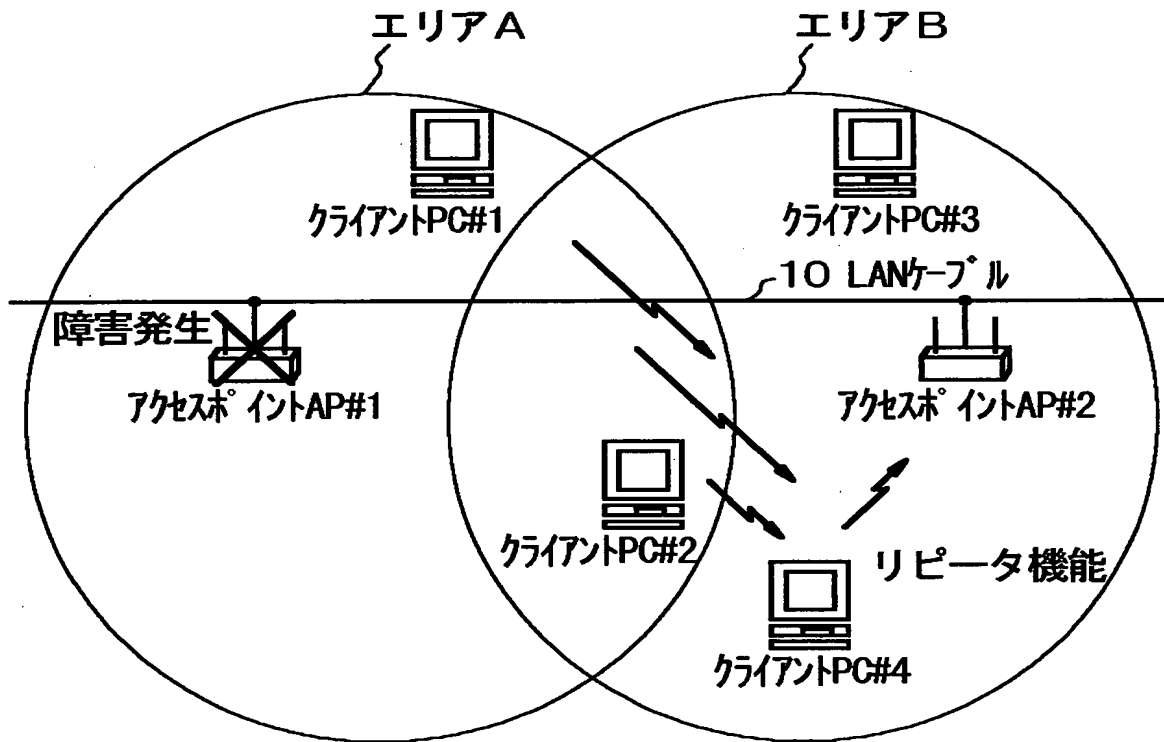 エリアA
エリアB
クライアントPC#1
クライアントPC#3
10 LANケーブル
障害発生
アクセスポイントAP#1
アクセスポイントAP#2
クライアントPC#2
リピータ機能
クライアントPC#4